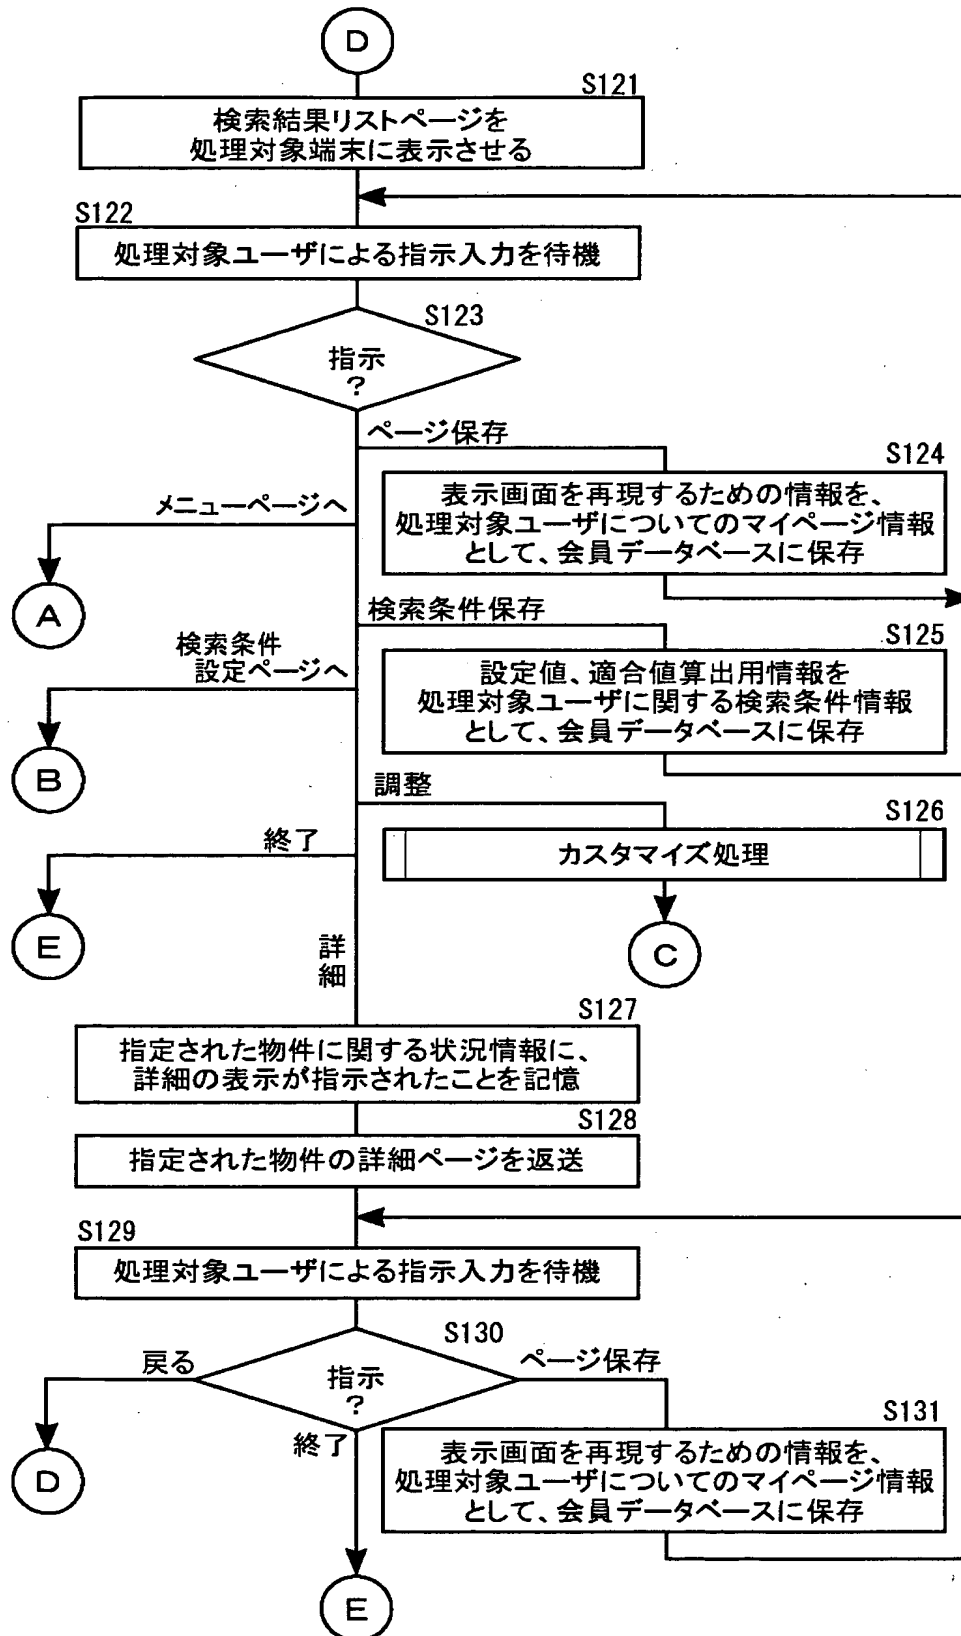 D
S121
検索結果リストページを
処理対象端末に表示させる
S122
処理対象ユーザによる指示入力を待機
S123
指示
?
ページ保存
S124
表示画面を再現するための情報を、
処理対象ユーザについてのマイページ情報
として、会員データベースに保存
メニューページへ
A
検索条件保存
S125
設定値、適合値算出用情報を
処理対象ユーザに関する検索条件情報
として、会員データベースに保存
検索条件
設定ページへ
B
調整
S126
カスタマイズ処理
C
終了
E
詳
細
S127
指定された物件に関する状況情報に、
詳細の表示が指示されたことを記憶
S128
指定された物件の詳細ページを返送
S129
処理対象ユーザによる指示入力を待機
S130
指示
?
戻る
D
ページ保存
S131
表示画面を再現するための情報を、
処理対象ユーザについてのマイページ情報
として、会員データベースに保存
終了
E